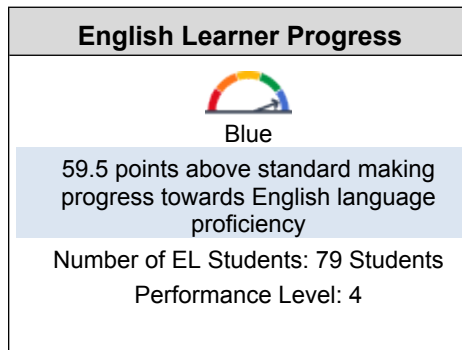 English Learner Progress
Blue
59.5 points above standard making
progress towards English language
proficiency
Number of EL Students: 79 Students
Performance Level: 4